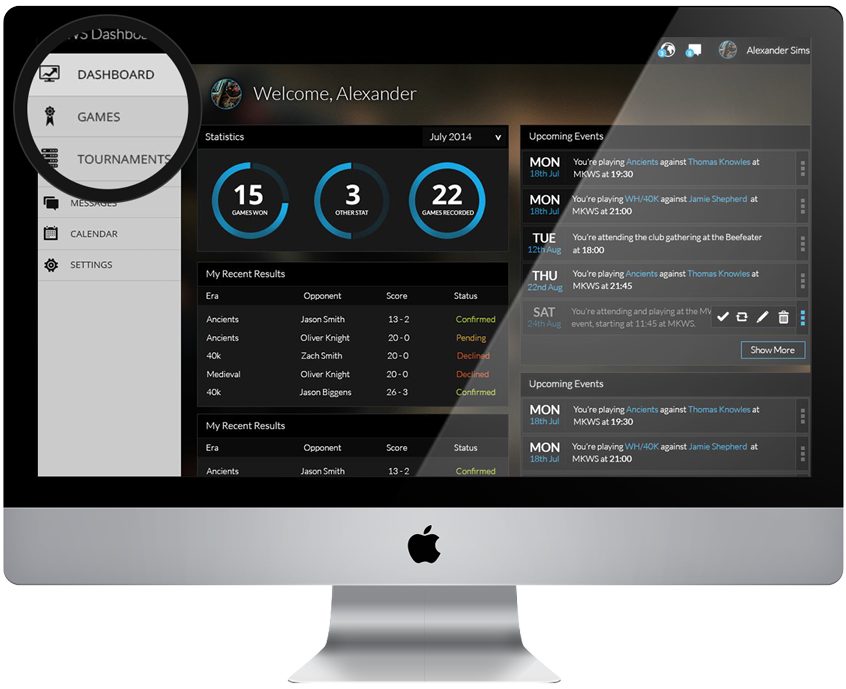 WS Dashbo
DASHBOARD
GAMES
TOURNAMENTS
MESSAGES
CALENDAR
SETTINGS
3
Alexander Sims
Welcome, Alexander
Statistics
July 2014
15
GAMES WON
3
OTHER STAT
22
GAMES RECORDED
My Recent Results
Era Opponent Score Status
Ancients Jason Smith 13 - 2 Confirmed
Ancients Oliver Knight 20 - 0 Pending
40k Zach Smith 20 - 0 Declined
Medieval Oliver Knight 20 - 0 Declined
40k Jason Biggens 26 - 3 Confirmed
My Recent Results
Era Opponent Score Status
Ancients Jason Smith 13 - 2 Confirmed
Upcoming Events
MON
18th Jul
You're playing Ancients against Thomas Knowles at
MKWS at 19:30
MON
18th Jul
You're playing WH/40K against Jamie Shepherd at
MKWS at 21:00
TUE
12th Aug
You're attending the club gathering at the Beefeater
at 18:00
THU
22nd Aug
You're playing Ancients against Thomas Knowles at
MKWS at 21:45
SAT
24th Aug
You're attending and playing at the MW
event, starting at 11:45 at MKWS.
Show More
Upcoming Events
MON
18th Jul
You're playing Ancients against Thomas Knowles at
MKWS at 19:30
MON
18th Jul
You're playing WH/40K against Jamie Shepherd at
MKWS at 21:00